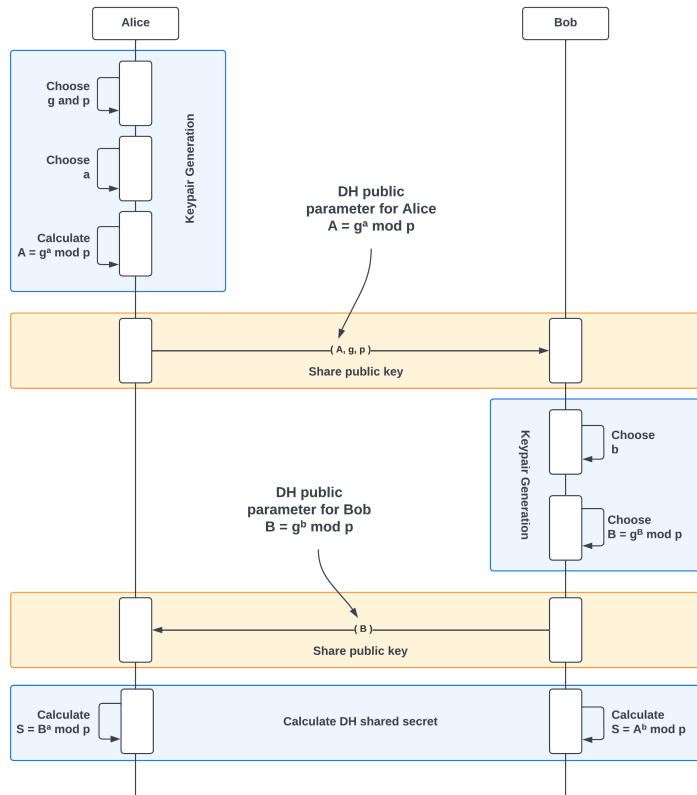 Alice
Bob
Choose
g and p
Choose
a
Calculate
A = gᵃ mod p
Keypair Generation
DH public
parameter for Alice
A = gᵃ mod p
( A, g, p )
Share public key
Keypair Generation
Choose
b
Choose
B = gᴮ mod p
DH public
parameter for Bob
B = gᵇ mod p
( B )
Share public key
Calculate
S = Bᵃ mod p
Calculate DH shared secret
Calculate
S = Aᵇ mod p